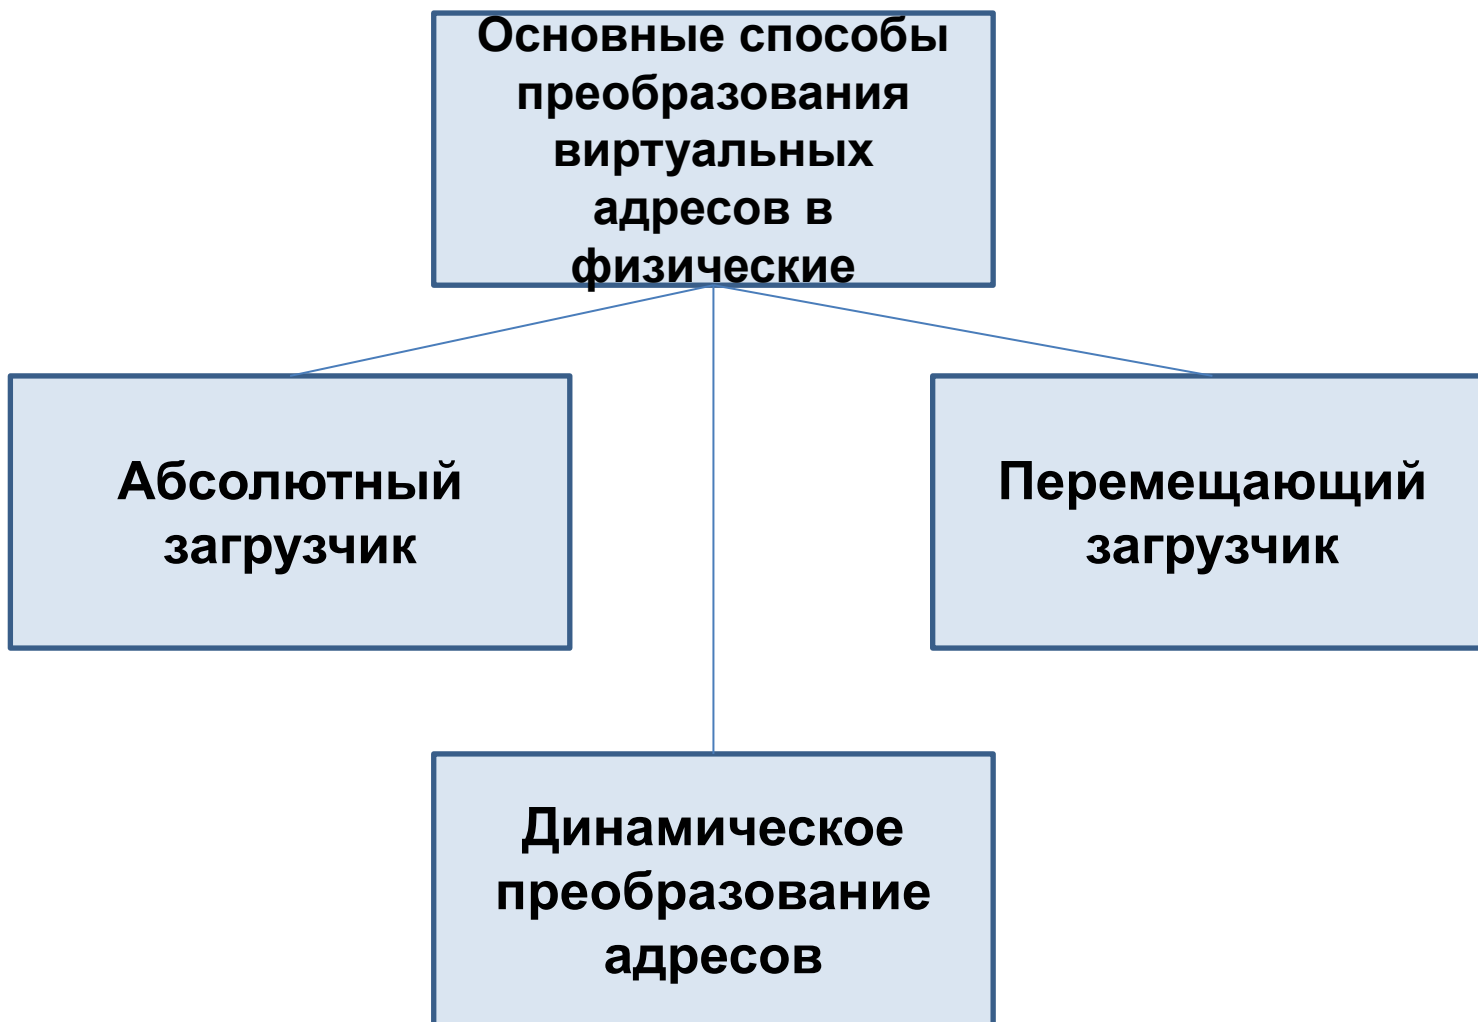 Основные способы
преобразования
виртуальных
адресов в
физические
Абсолютный
загрузчик
Перемещающий
загрузчик
Динамическое
преобразование
адресов